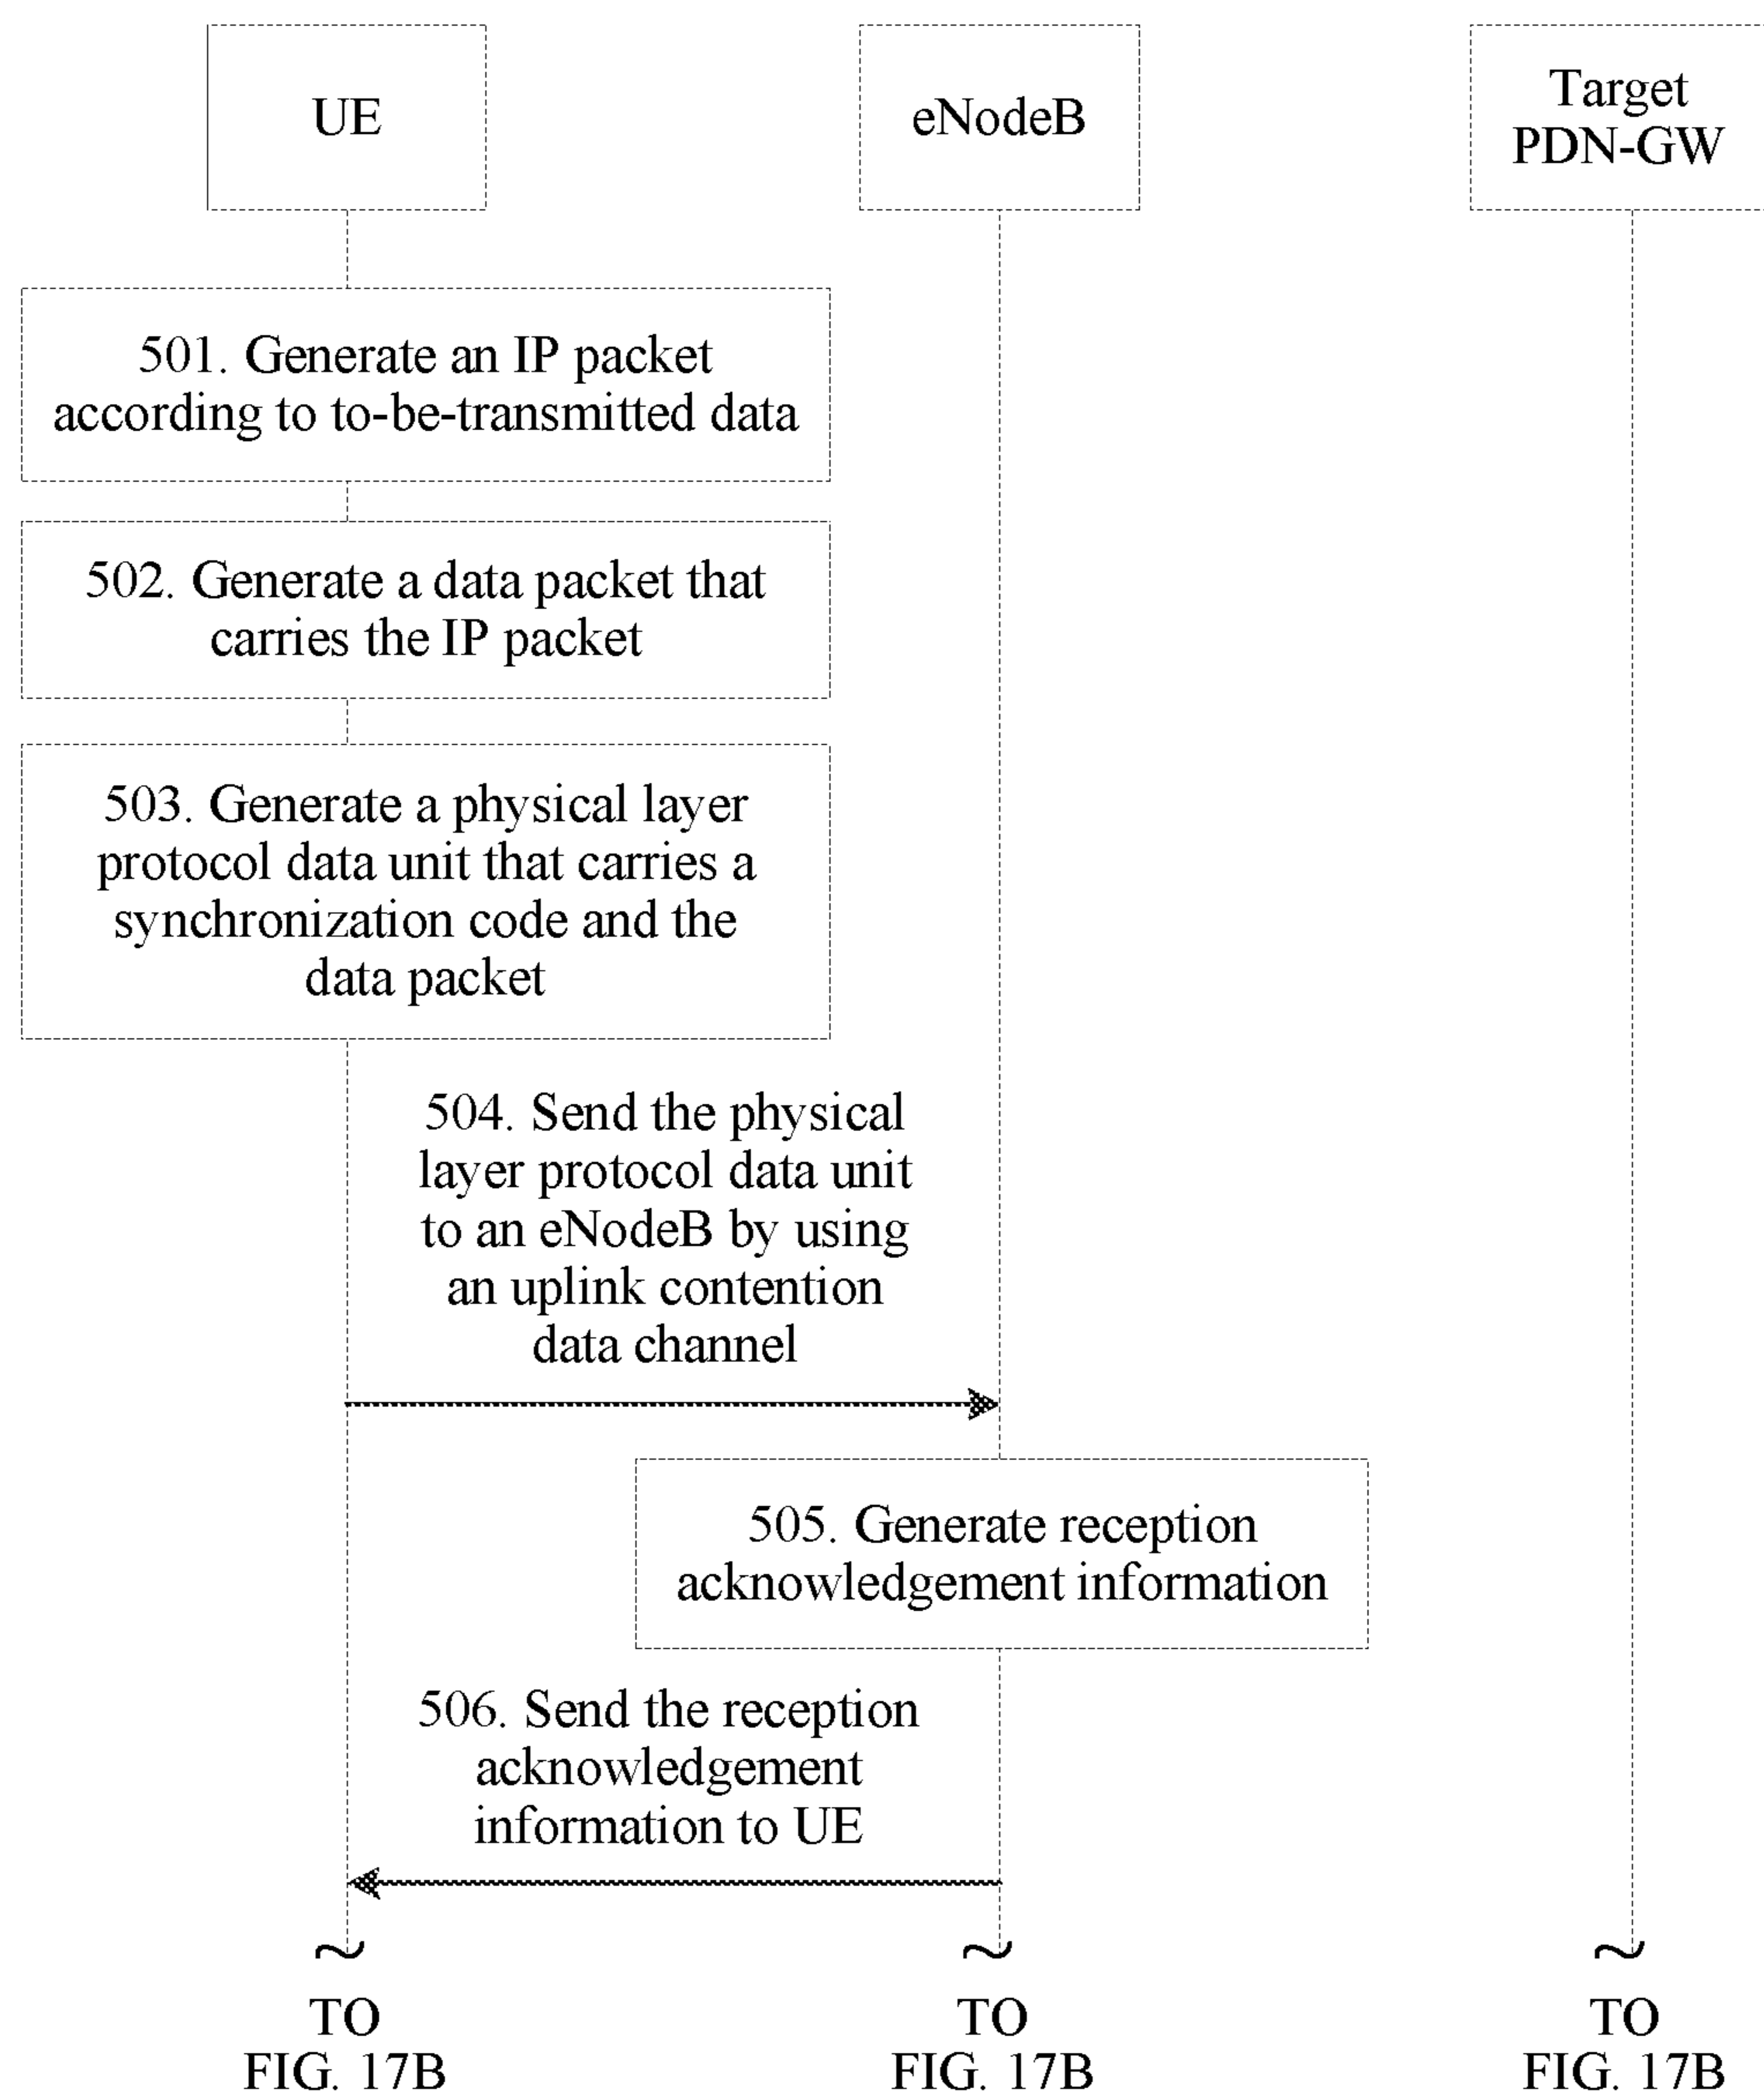 UE
eNodeB
Target
PDN-GW
501. Generate an IP packet
according to to-be-transmitted data
502. Generate a data packet that
carries the IP packet
503. Generate a physical layer
protocol data unit that carries a
synchronization code and the
data packet
504. Send the physical
layer protocol data unit
to an eNodeB by using
an uplink contention
data channel
505. Generate reception
acknowledgement information
506. Send the reception
acknowledgement
information to UE
TO
FIG. 17B
TO
FIG. 17B
TO
FIG. 17B